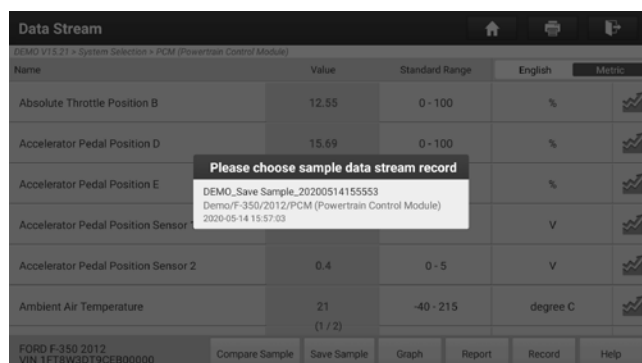 Data Stream
DEMO V15.21 > System Selection > PCM (Powertrain Control Module)
Name Value Standard Range English Metric
Absolute Throttle Position B 12.55 0 - 100 %
Accelerator Pedal Position D 15.69 0 - 100 %
Please choose sample data stream record
Accelerator Pedal Position E %
DEMO_Save Sample_20200514155553
Demo/F-350/2012/PCM (Powertrain Control Module)
2020-05-14 15:57:03
Accelerator Pedal Position Sensor V
Accelerator Pedal Position Sensor 2 0.4 0 - 5 V
Ambient Air Temperature 21 -40 - 215 degree C
(1 / 2)
FORD F-350 2012
Compare Sample Save Sample Graph Report Record Help